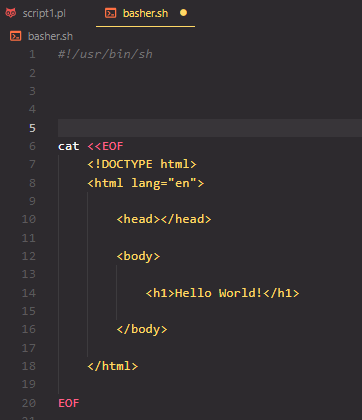 script1.pl
basher.sh
basher.sh
1 #!/usr/bin/sh
2
3
4
5
6 cat <<EOF
7 <!DOCTYPE html>
8 <html lang="en">
9
10 <head></head>
11
12 <body>
13
14 <h1>Hello World!</h1>
15
16 </body>
17
18 </html>
19
20 EOF
21